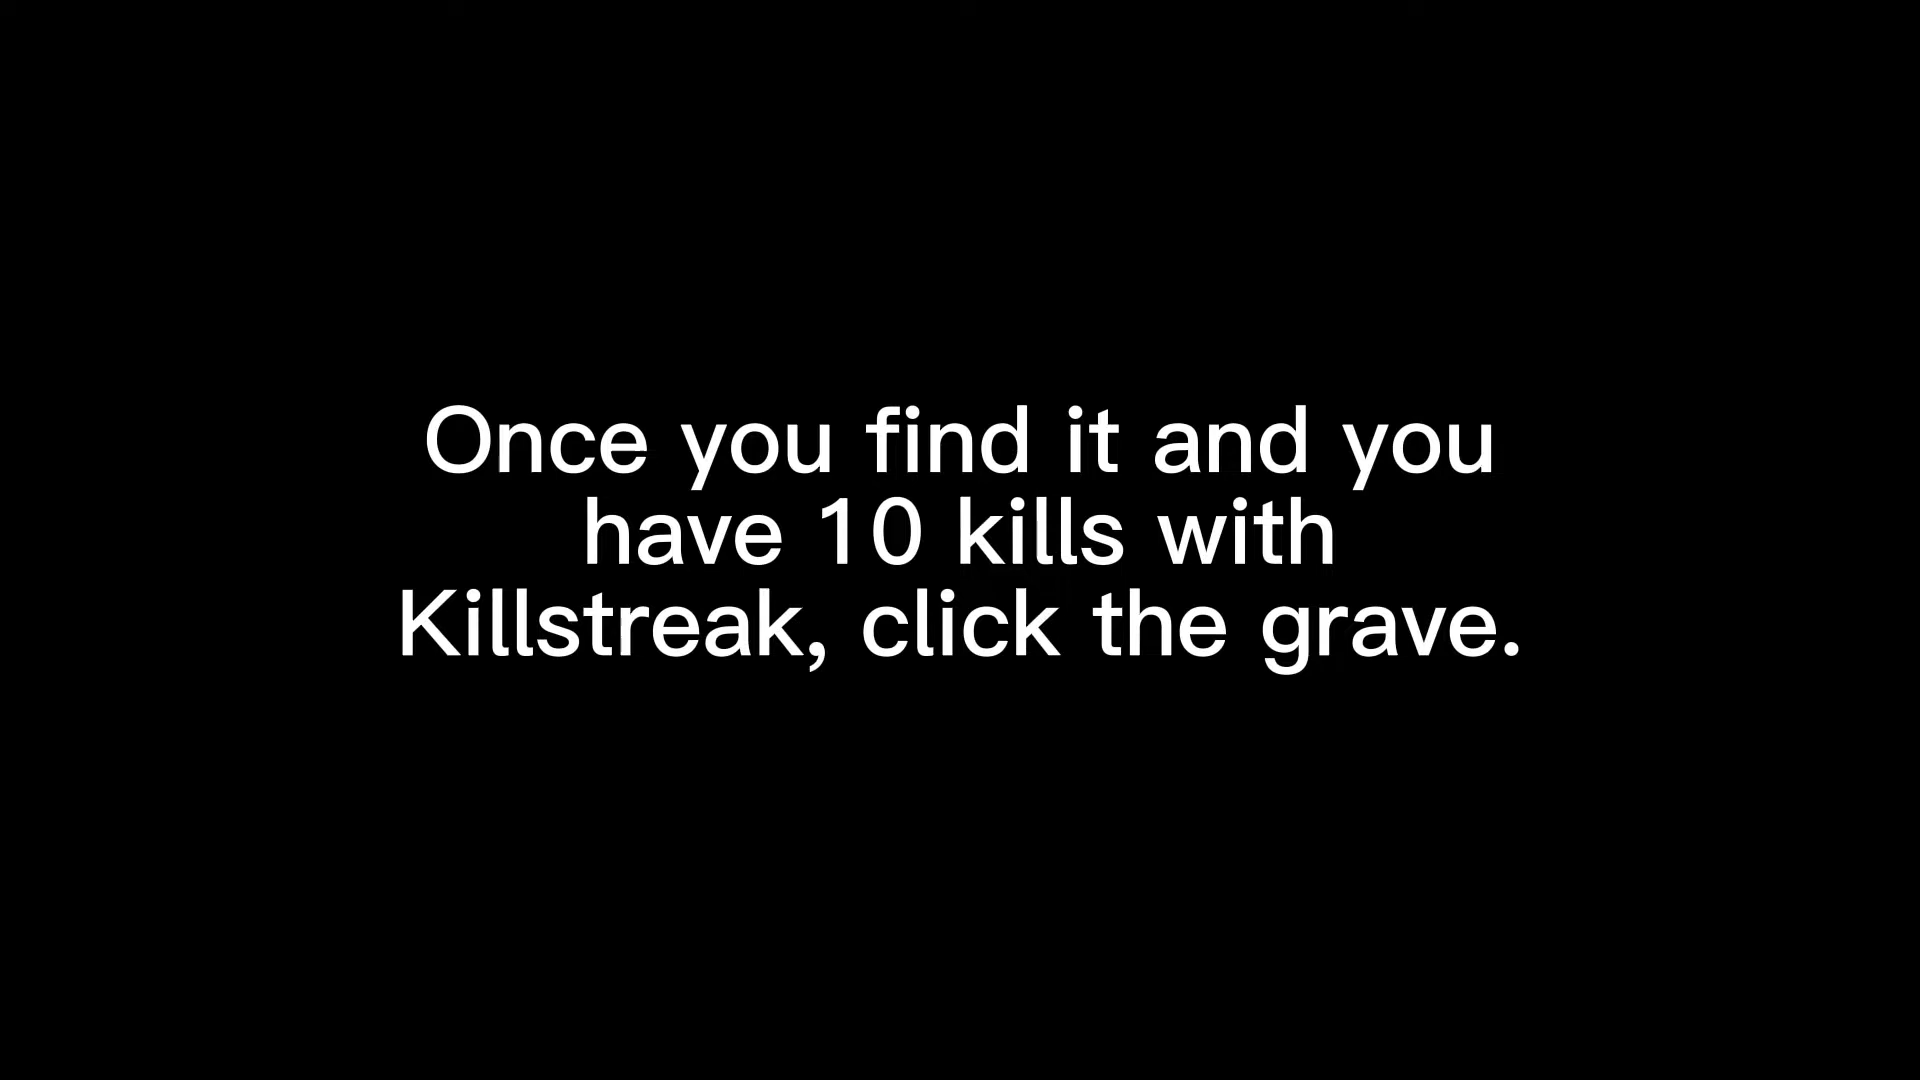 Once you find it and you
have 10 kills with
Killstreak, click the grave.